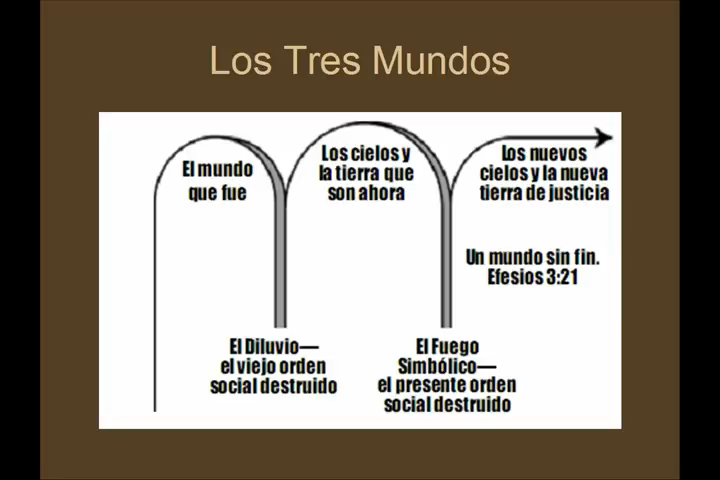 Los Tres Mundos
El mundo
que fue
Los cielos y
la tierra que
son ahora
Los nuevos
cielos y la nueva
tierra de justicia
Un mundo sin fin.
Efesios 3:21
El Diluvio—
el viejo orden
social destruido
El Fuego
Simbólico—
el presente orden
social destruido